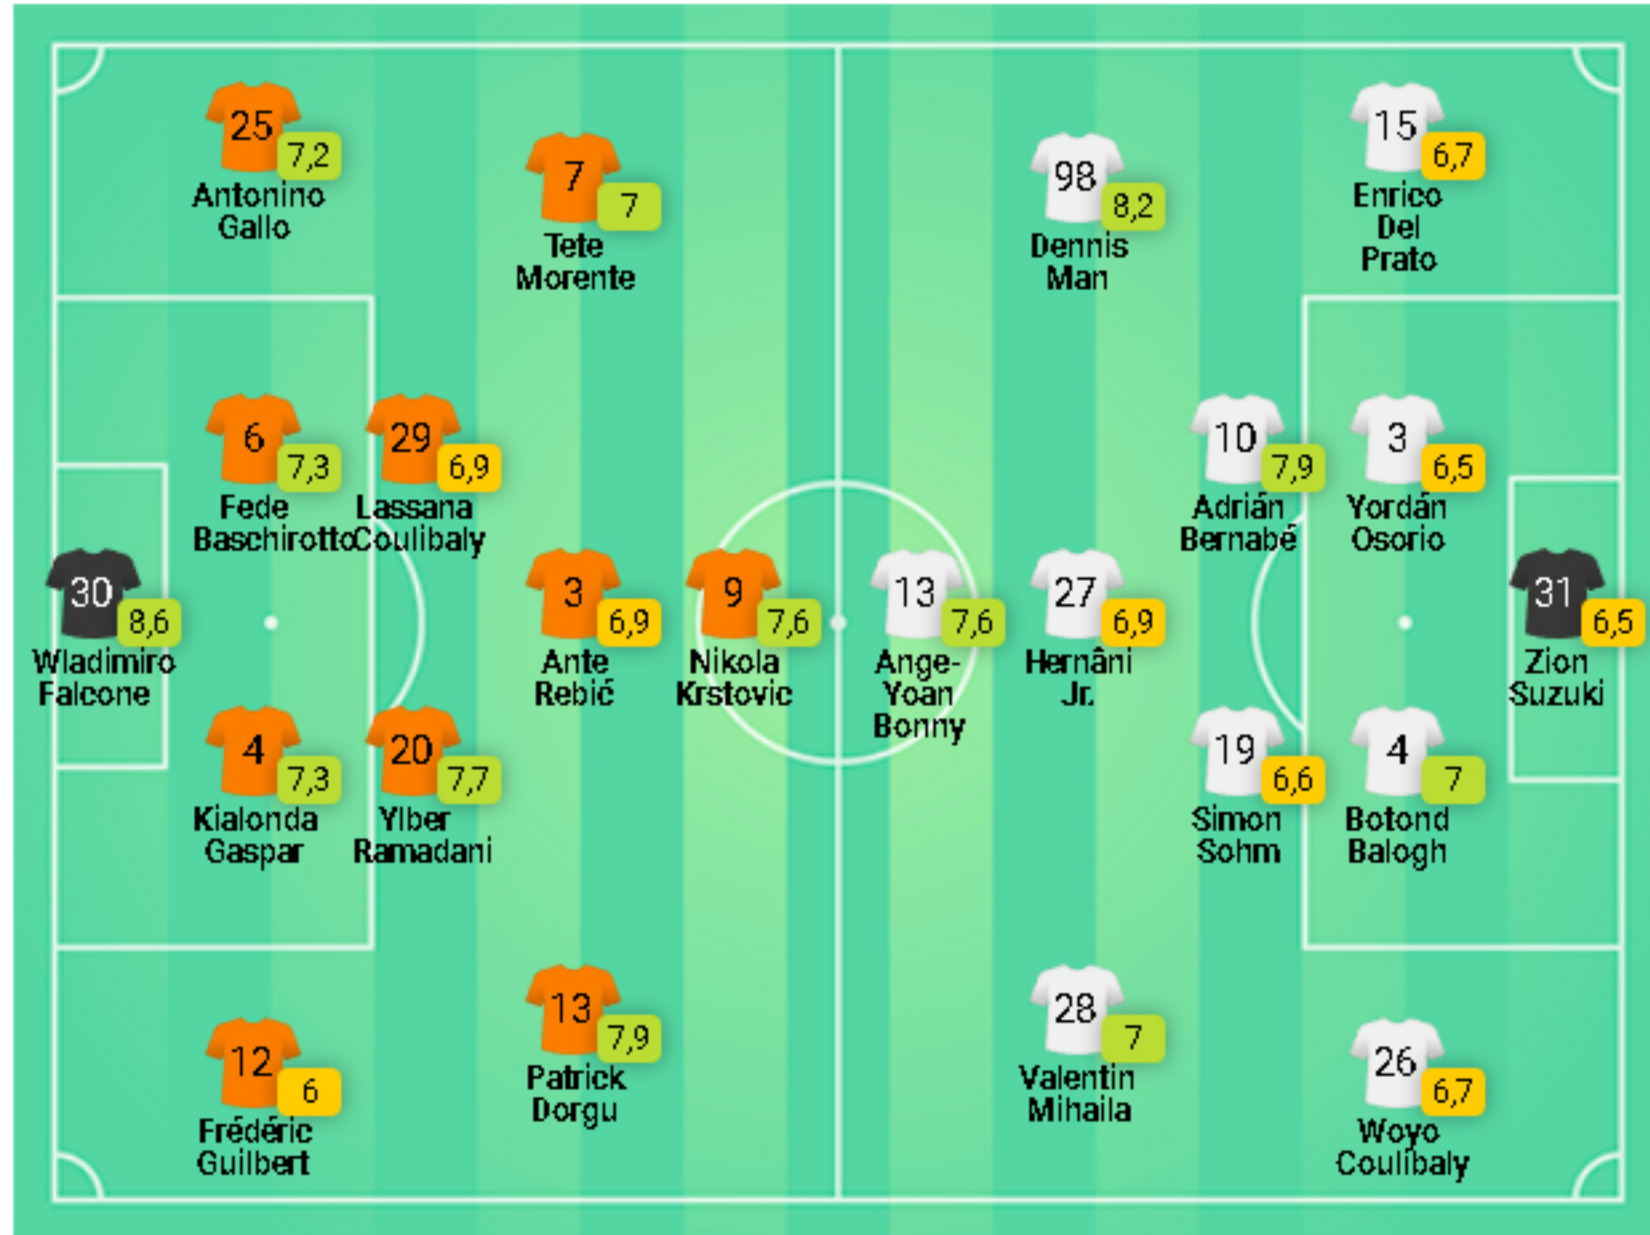 25
7,2
Antonino
Gallo
7
7
Tete
Morente
98
8,2
Dennis
Man
15
6,7
Enrico
Del
Prato
6
7,3
Fede
Baschirotto
29
6,9
Lassana
Coulibaly
10
7,9
Adrián
Bernabé
3
6,5
Yordán
Osorio
30
8,6
Wladimiro
Falcone
3
6,9
Ante
Rebić
9
7,6
Nikola
Krstovic
13
7,6
Ange-
Yoan
Bonny
27
6,9
Hernâni
Jr.
31
6,5
Zion
Suzuki
4
7,3
Kialonda
Gaspar
20
7,7
Ylber
Ramadani
19
6,6
Simon
Sohm
4
7
Botond
Balogh
12
6
Frédéric
Guilbert
13
7,9
Patrick
Dorgu
28
7
Valentin
Mihaila
26
6,7
Woyo
Coulibaly